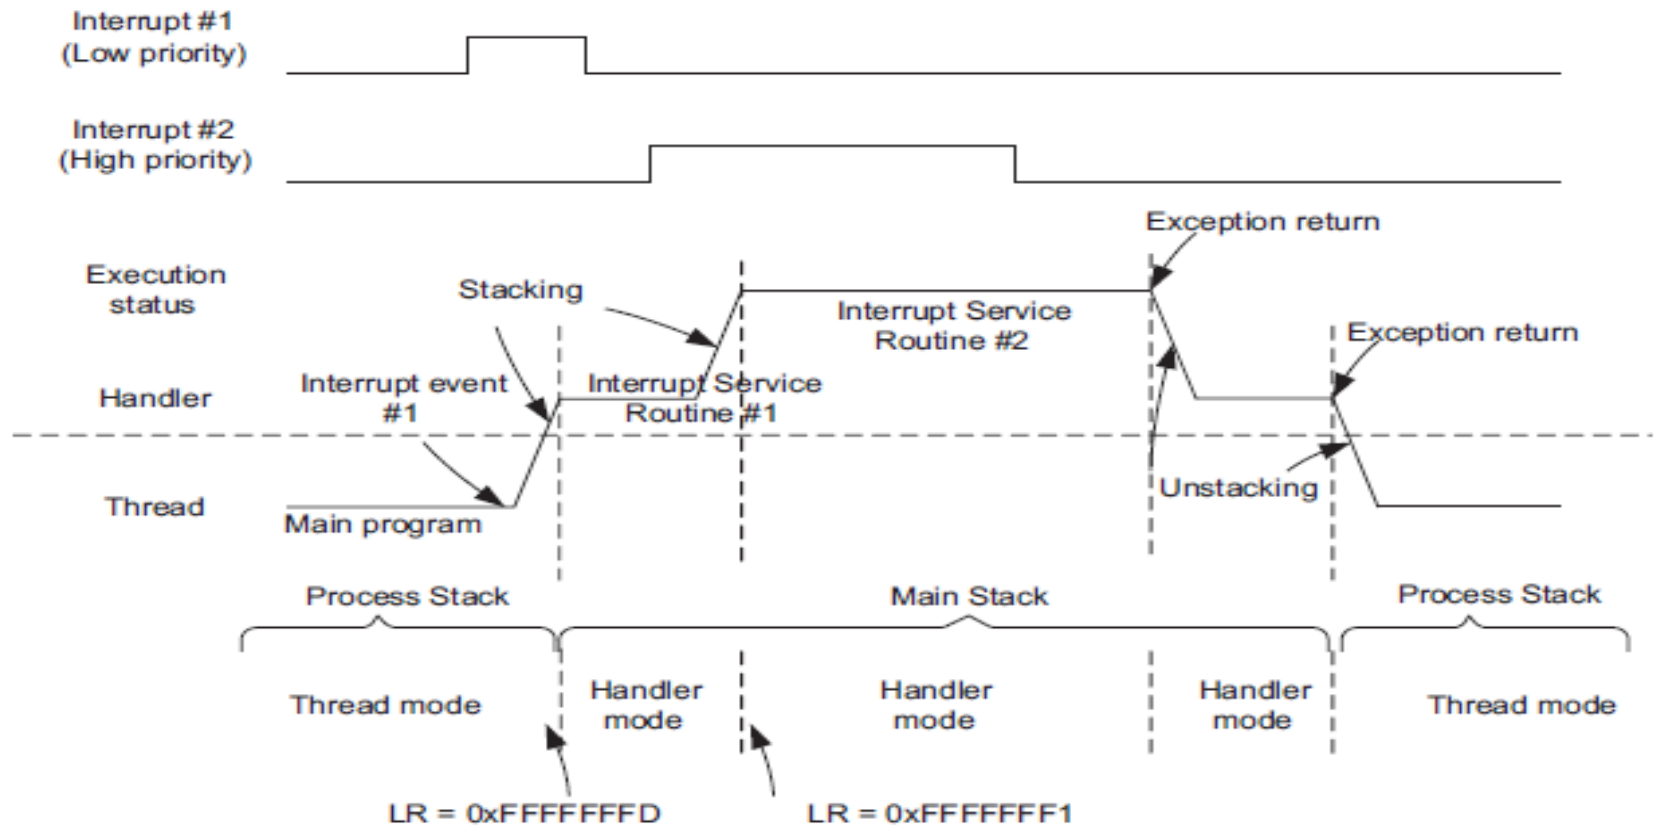 Interrupt #1
(Low priority)
Interrupt #2
(High priority)
Exception return
Execution
status
Stacking
Interrupt Service
Routine #2
Exception return
Handler
Interrupt event
#1
Interrupt Service
Routine #1
Thread
Main program
Unstacking
Process Stack
Main Stack
Process Stack
Thread mode
Handler
mode
Handler
mode
Handler
mode
Thread mode
LR = 0xFFFFFFFD
LR = 0xFFFFFFF1